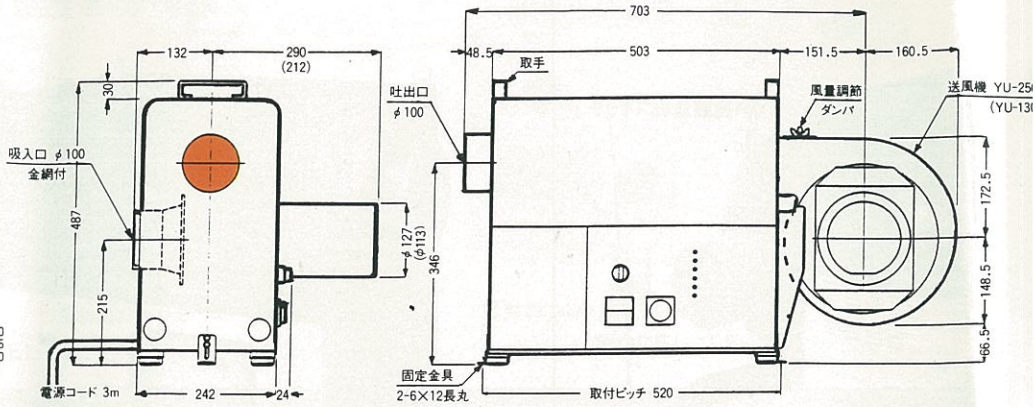 703
132
290
(212)
48.5
503
151.5
160.5
取手
30
吐出口
φ100
風量調節
ダンパ
送風機 YU-250
(YU-130
吸入口 φ100
金網付
487
φ127
(φ113)
346
172.5
215
148.5
66.5
電源コード 3m
242
24
固定金具
2-6×12長丸
取付ピッチ 520